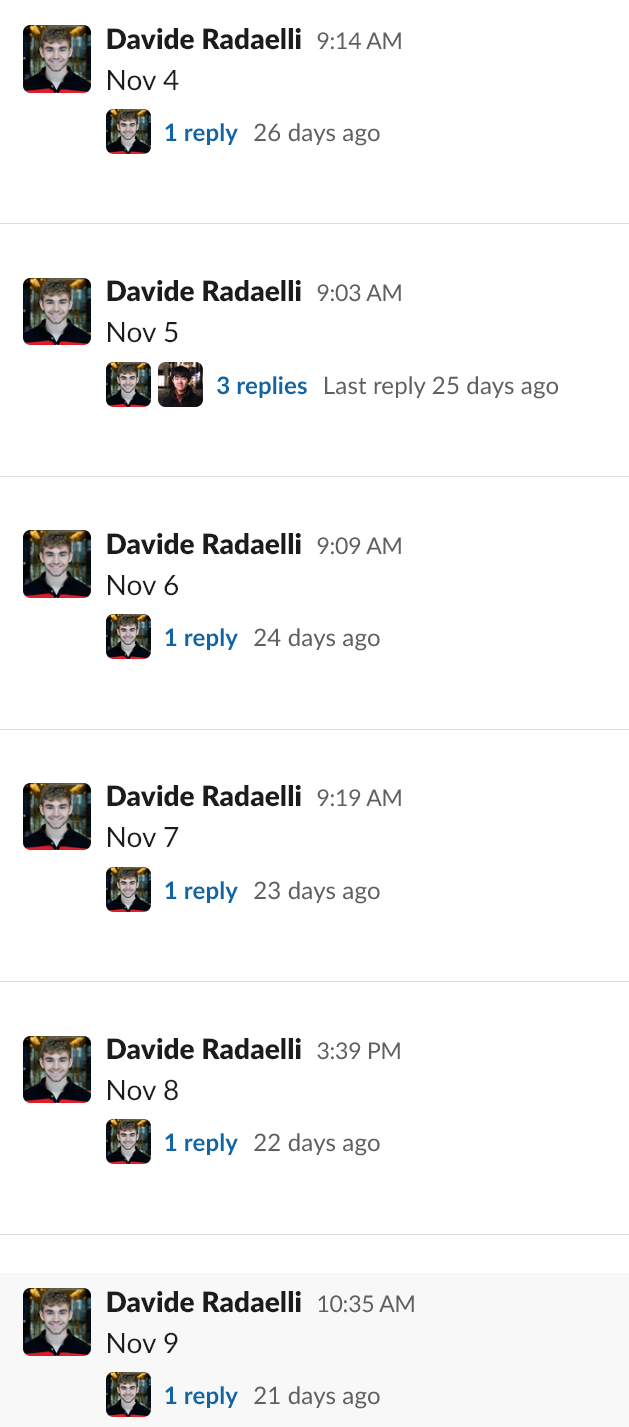 Davide Radaelli 9:14 AM
Nov 4
1 reply 26 days ago
Davide Radaelli 9:03 AM
Nov 5
3 replies Last reply 25 days ago
Davide Radaelli 9:09 AM
Nov 6
1 reply 24 days ago
Davide Radaelli 9:19 AM
Nov 7
1 reply 23 days ago
Davide Radaelli 3:39 PM
Nov 8
1 reply 22 days ago
Davide Radaelli 10:35 AM
Nov 9
1 reply 21 days ago